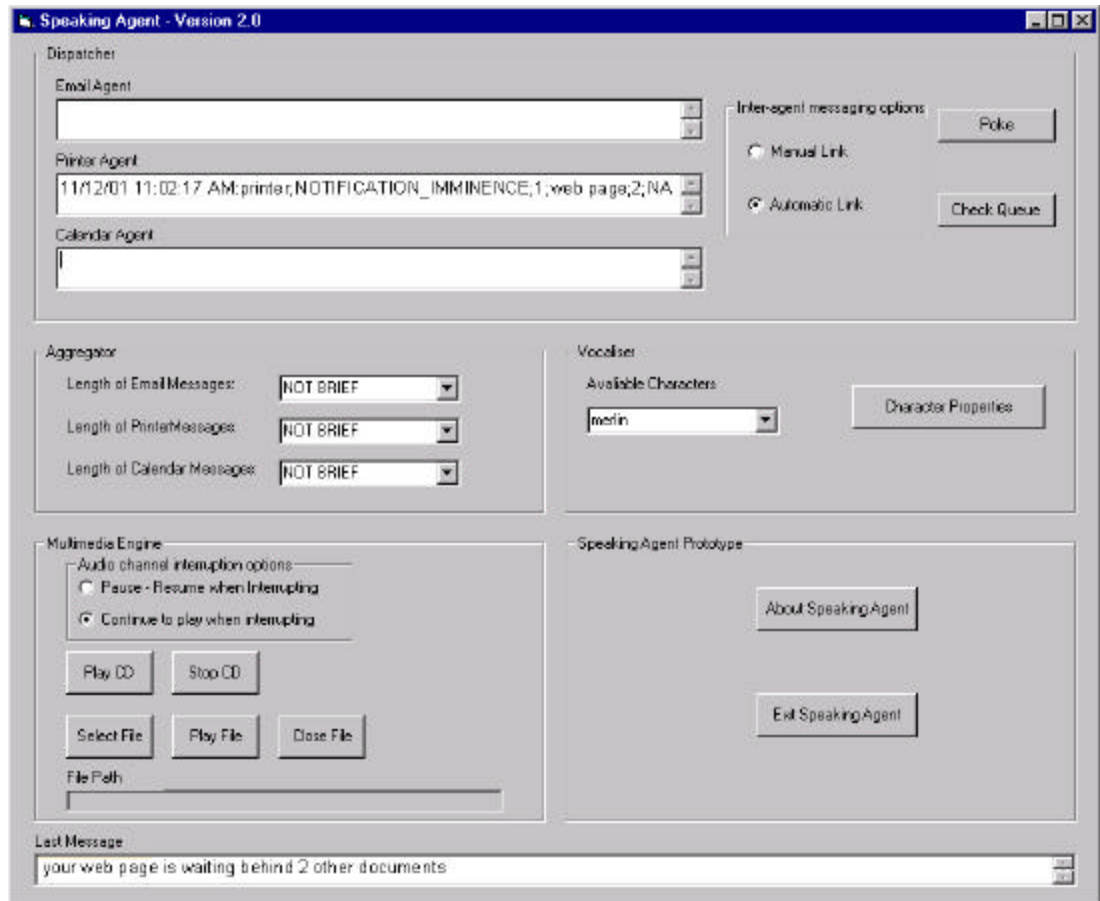 Speaking Agent - Version 2.0
Dispatcher
Email Agent
Printer Agent
11/12/01 11:02:17 AM:printer;NOTIFICATION_IMMINENCE;1;web page;2;NA
Calendar Agent
Inter-agent messaging options
Manual Link
Automatic Link
Poke
Check Queue
Aggregator
Length of Email Messages:
NOT BRIEF
Length of PrinterMessages:
NOT BRIEF
Length of Calendar Messages:
NOT BRIEF
Vocaliser
Avaliable Characters
merlin
Character Properties
Multimedia Engine
Audio channel interruption options
Pause - Resume when Interrupting
Continue to play when interrupting
Play CD
Stop CD
Select File
Play File
Close File
File Path
Speaking Agent Prototype
About Speaking Agent
Exit Speaking Agent
Last Message
your web page is waiting behind 2 other documents